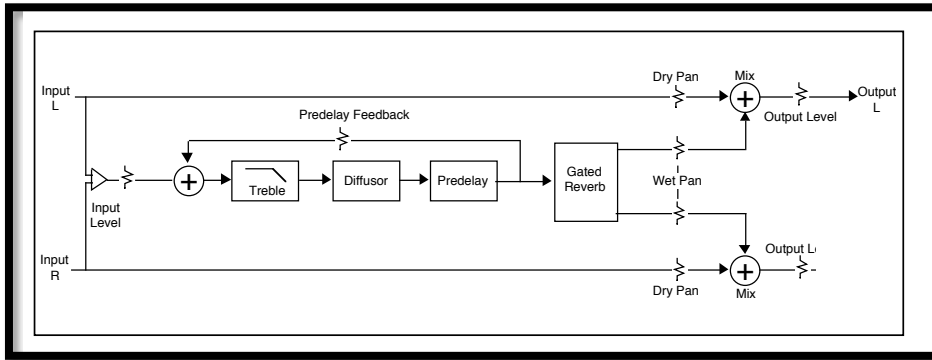 Input
L
Dry Pan
Mix
Output
L
Output Level
Predelay Feedback
Treble
Diffusor
Predelay
Gated
Reverb
Wet Pan
Input
Level
Input
R
Dry Pan
Mix
Output